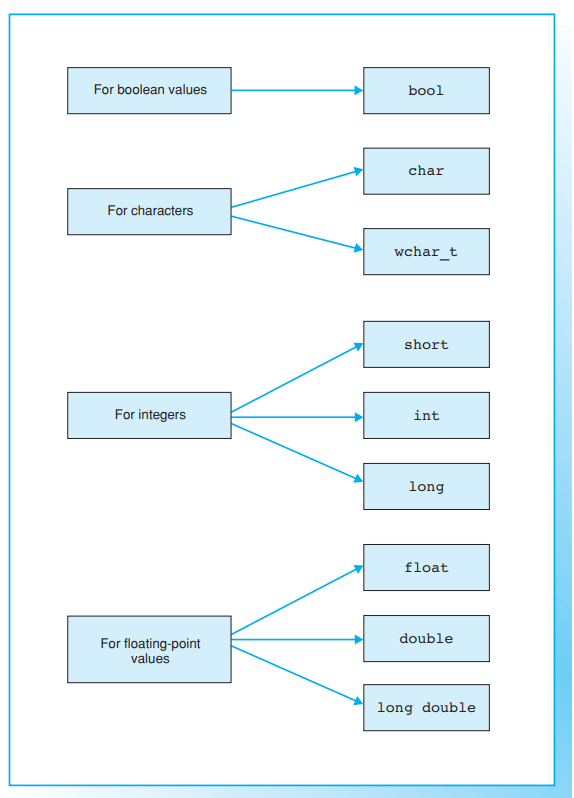 For boolean values
bool
For characters
char
wchar_t
For integers
short
int
long
For floating-point
values
float
double
long double